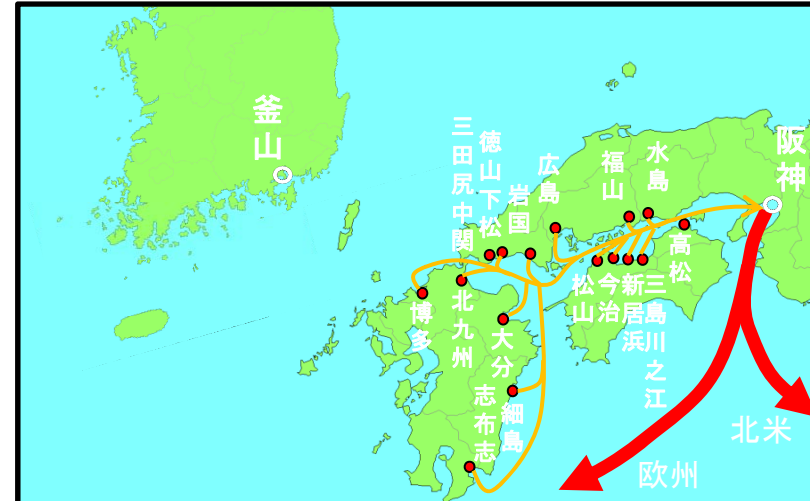 釜山
三田尻中関
徳山下松
岩国
広島
福山
水島
阪神
高松
松山
今治
新居浜
三島川之江
博多
北九州
大分
細島
志布志
北米
欧州